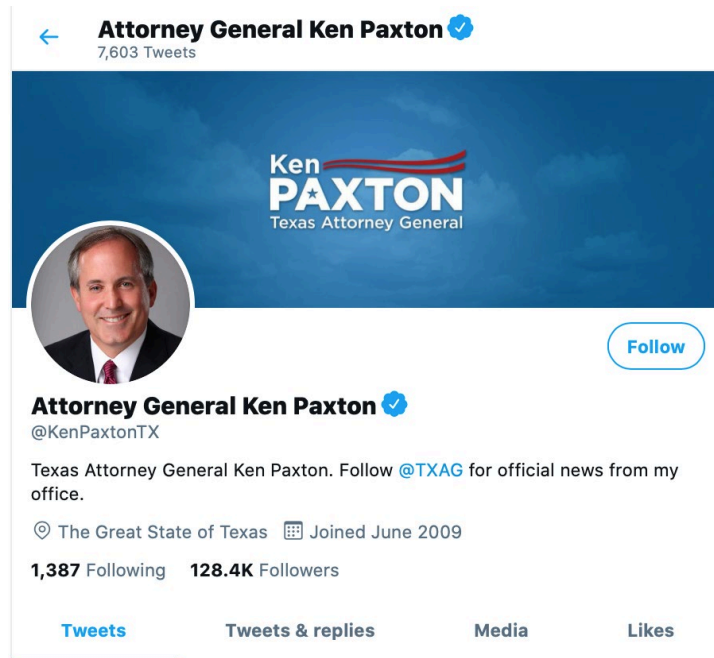 Attorney General Ken Paxton
7,603 Tweets
Ken
PAXTON
Texas Attorney General
Follow
Attorney General Ken Paxton
@KenPaxtonTX
Texas Attorney General Ken Paxton. Follow @TXAG for official news from my
office.
The Great State of Texas Joined June 2009
1,387 Following 128.4K Followers
Tweets Tweets & replies Media Likes